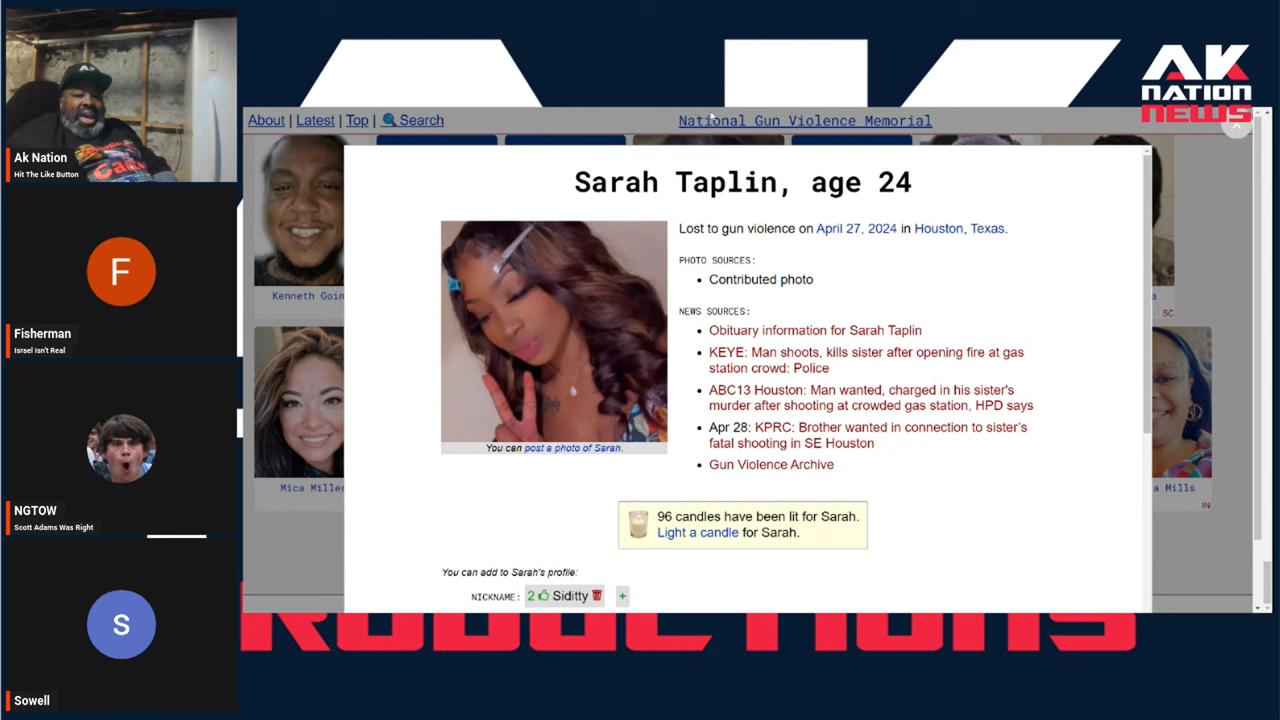 AK
NATION
NEWS
About | Latest | Top | Search
National Gun Violence Memorial
AK
Ak Nation
Hit The Like Button
F
Fisherman
Israel Isn't Real
NGTOW
Scott Adams Was Right
S
Sowell
Kenneth Goin
Mica Mille
SC
a Mills
IN
Sarah Taplin, age 24
Lost to gun violence on April 27, 2024 in Houston, Texas.
PHOTO SOURCES:
• Contributed photo
NEWS SOURCES:
• Obituary information for Sarah Taplin
• KEYE: Man shoots, kills sister after opening fire at gas
station crowd: Police
• ABC13 Houston: Man wanted, charged in his sister's
murder after shooting at crowded gas station, HPD says
• Apr 28: KPRC: Brother wanted in connection to sister's
fatal shooting in SE Houston
• Gun Violence Archive
You can post a photo of Sarah.
96 candles have been lit for Sarah.
Light a candle for Sarah.
You can add to Sarah's profile:
NICKNAME: 2 Siditty +